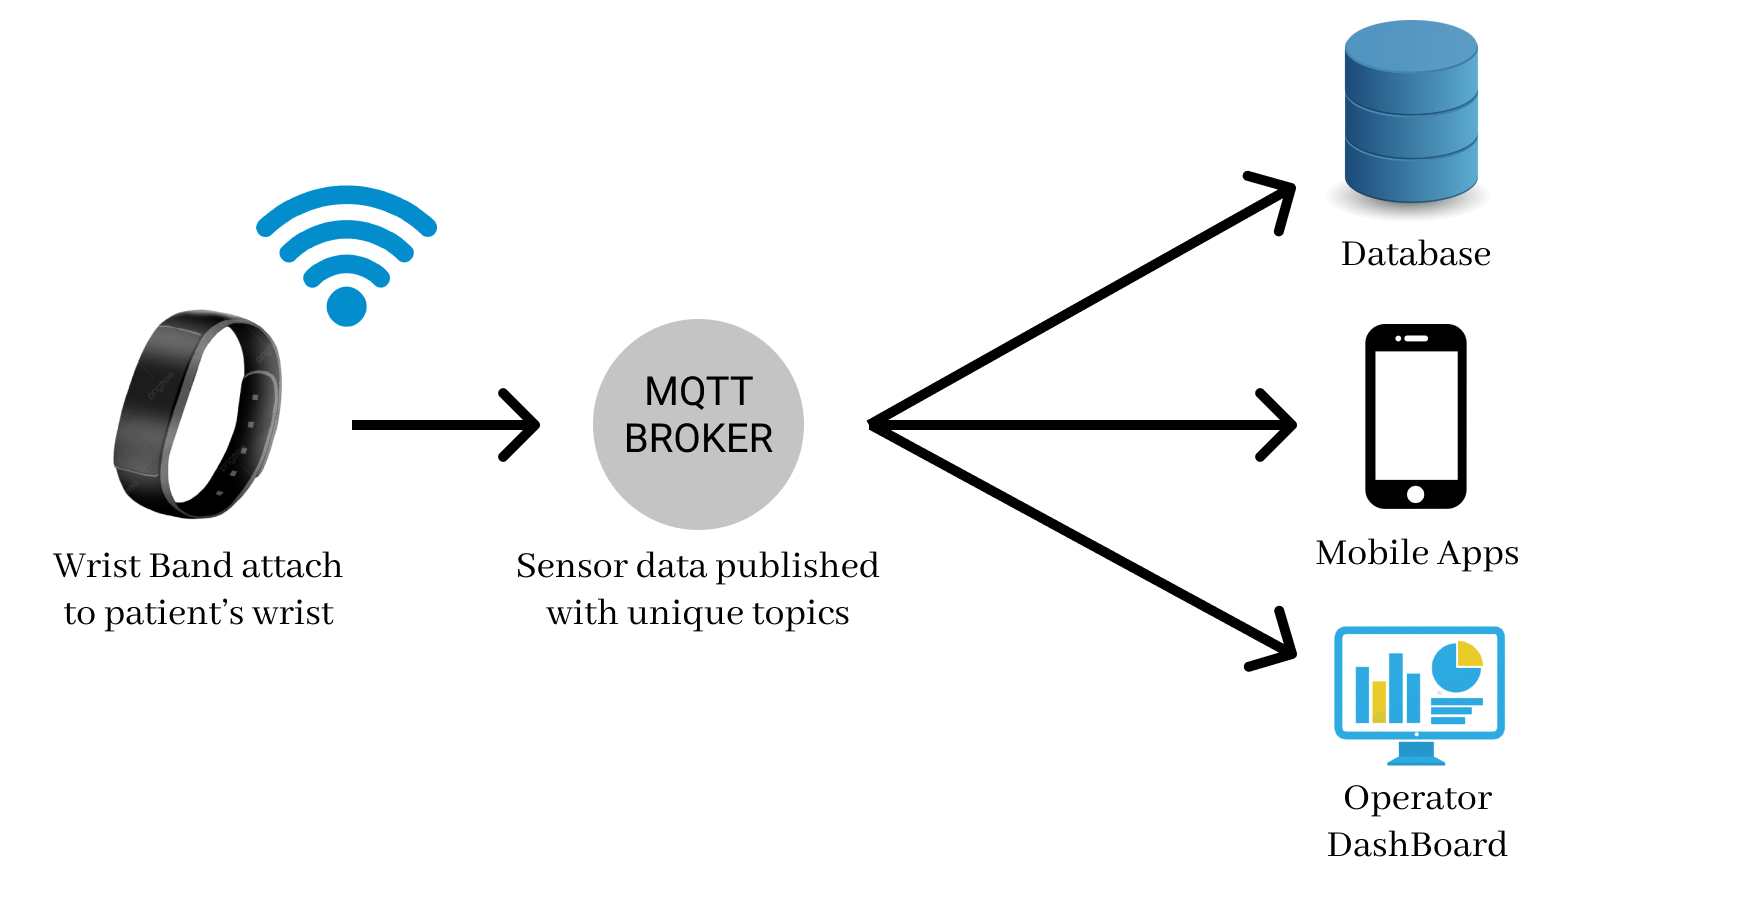 Database
MQTT
BROKER
Mobile Apps
Wrist Band attach
to patient’s wrist
Sensor data published
with unique topics
Operator
DashBoard